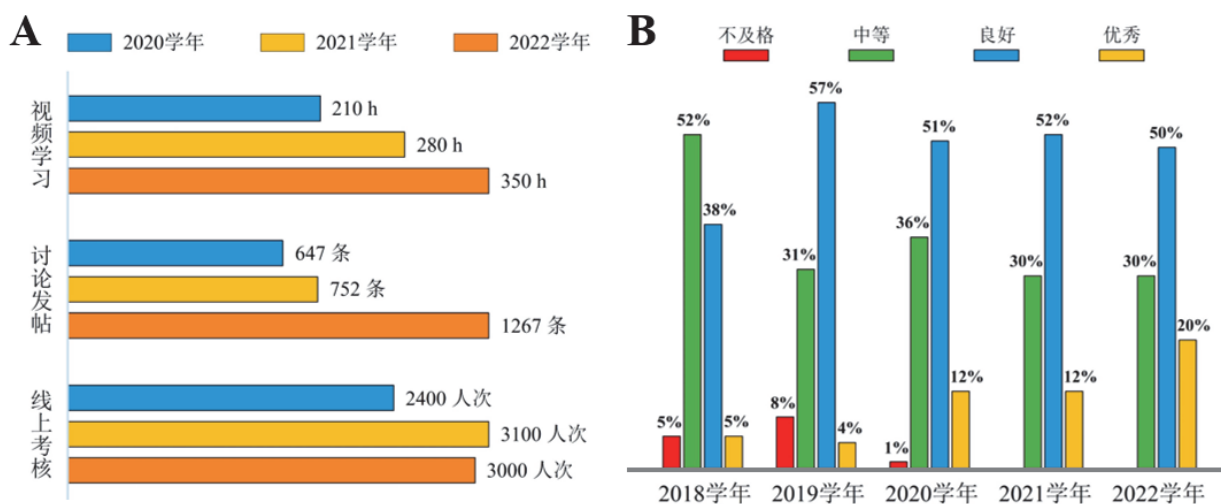 A
2020学年 2021学年 2022学年
视频学习
210 h
280 h
350 h
讨论发帖
647 条
752 条
1267 条
线上考核
2400 人次
3100 人次
3000 人次
B
不及格 中等 良好 优秀
5% 52% 38% 5%
8% 31% 57% 4%
1% 36% 51% 12%
30% 52% 12%
30% 50% 20%
2018学年 2019学年 2020学年 2021学年 2022学年